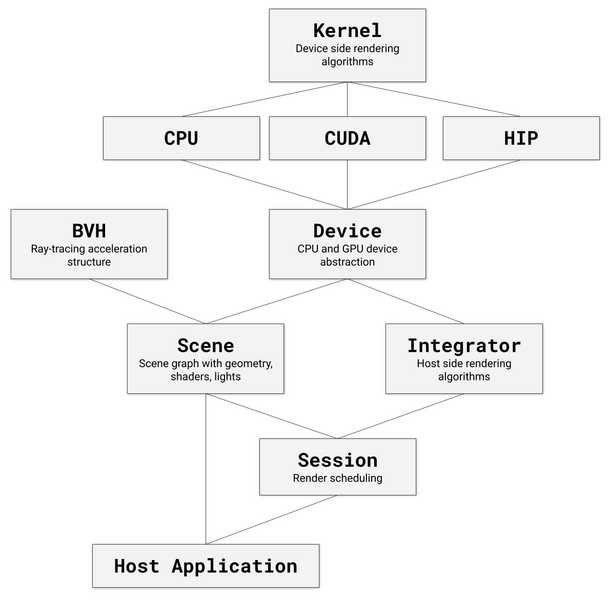 Kernel
Device side rendering
algorithms
CPU
CUDA
HIP
BVH
Ray-tracing acceleration
structure
Device
CPU and GPU device
abstraction
Scene
Scene graph with geometry,
shaders, lights
Integrator
Host side rendering
algorithms
Session
Render scheduling
Host Application